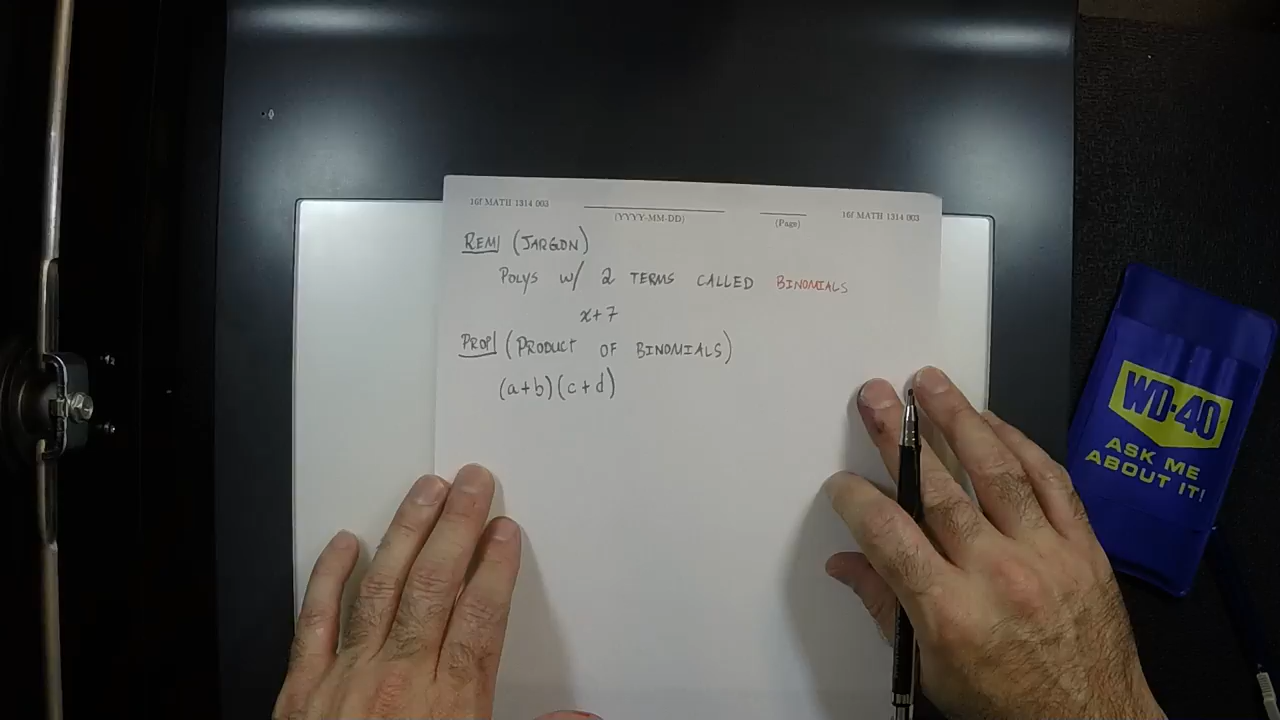 16f MATH 1314 003
(YYYY-MM-DD)
(Page)
16f MATH 1314 003
REM (JARGON)
POLYS W/ 2 TERMS CALLED BINOMIALS
x+7
PROP (PRODUCT OF BINOMIALS)
(a+b)(c+d)
WD-40
ASK ME
ABOUT IT!